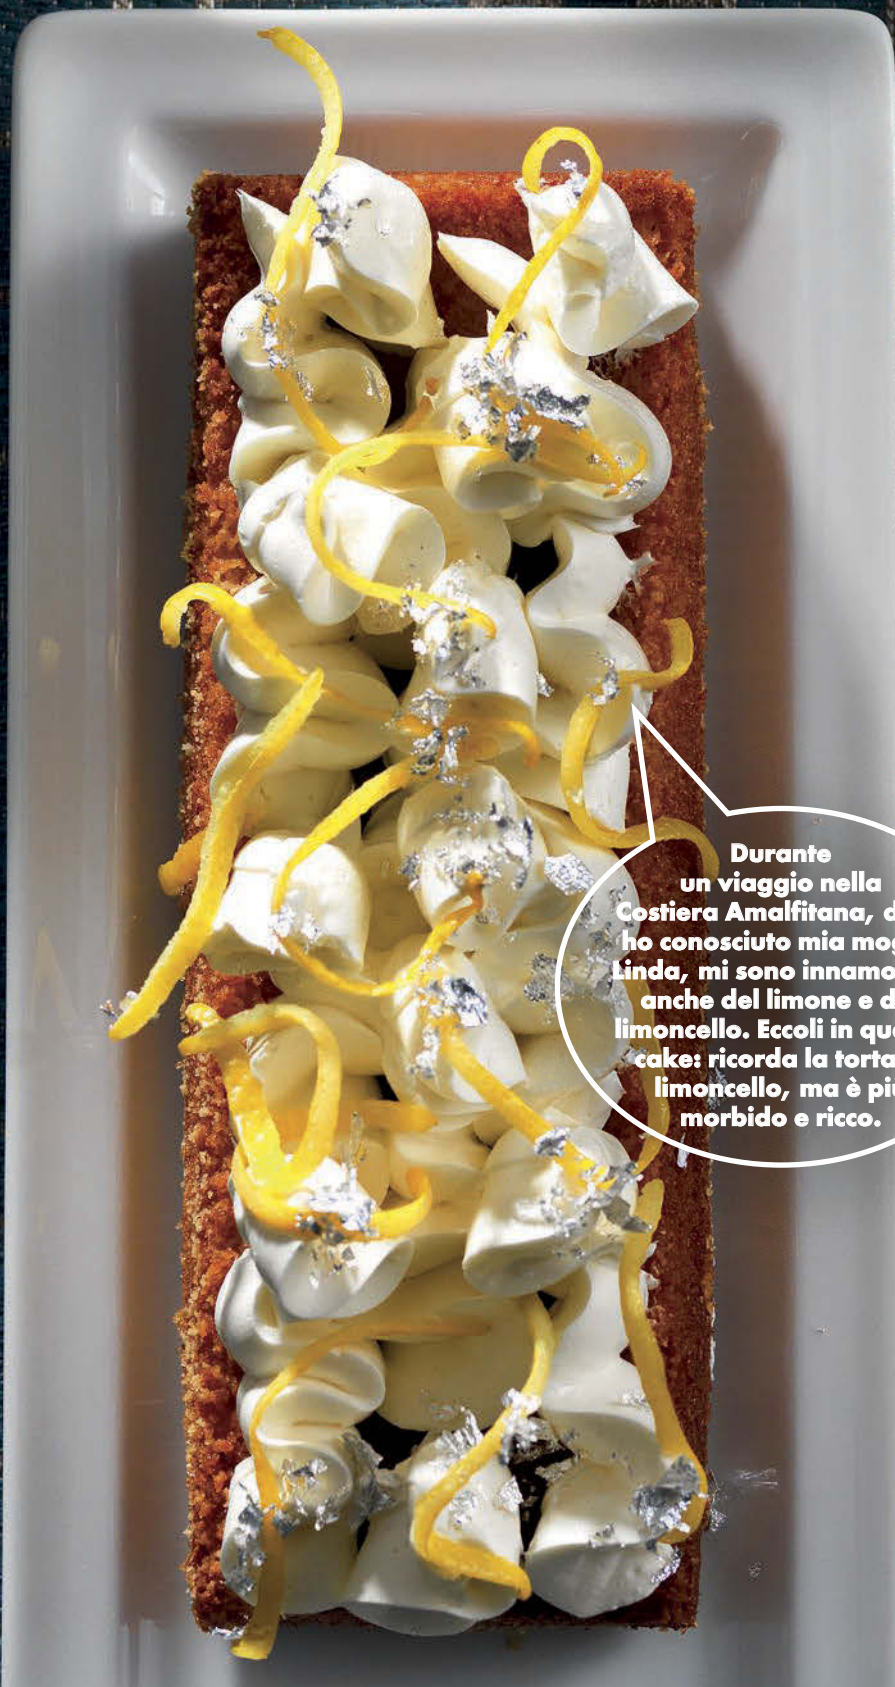 Durante
un viaggio nella
Costiera Amalfitana,
ho conosciuto mia
Linda, mi sono
anche del limone e
limoncello. Eccoli in
cake: ricorda la torta
limoncello, ma è
morbido e ricco.